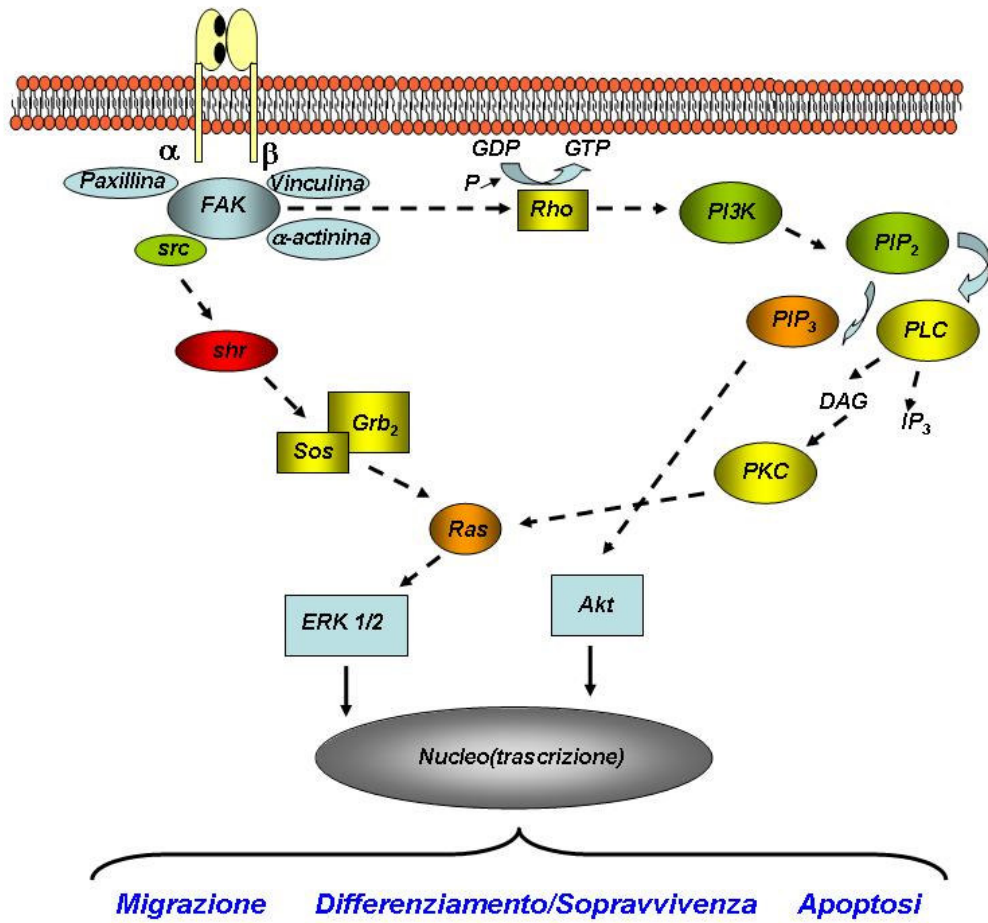 α
β
GDP
GTP
Paxillina
Vinculina
P
FAK
Rho
PI3K
src
α-actinina
PIP2
PIP3
PLC
shr
DAG
IP3
Grb2
Sos
PKC
Ras
ERK 1/2
Akt
Nucleo(trascrizione)
Migrazione Differenziamento/Sopravvivenza Apoptosi